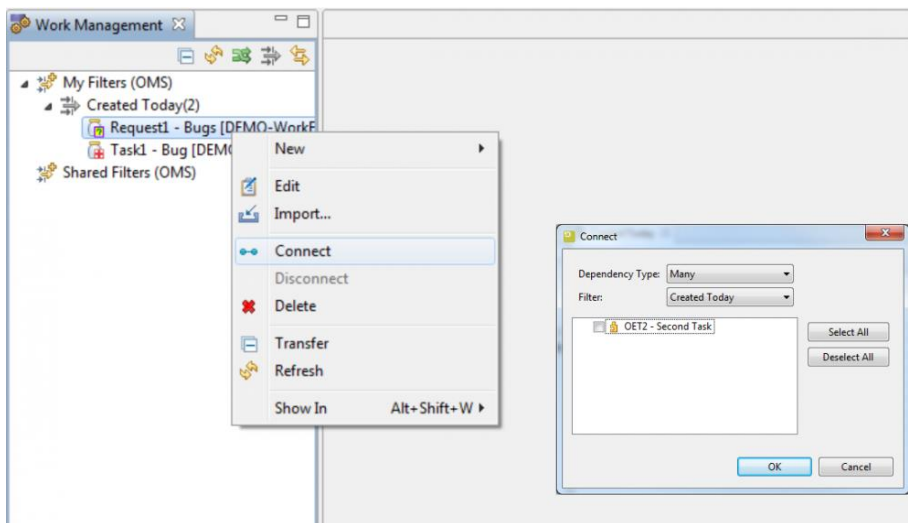 Work Management
My Filters (OMS)
Created Today(2)
Request1 - Bugs [DEMO-WorkF
Task1 - Bug [DEM
Shared Filters (OMS)
New
Edit
Import...
Connect
Disconnect
Delete
Transfer
Refresh
Show In Alt+Shift+W
Connect
Dependency Type: Many
Filter: Created Today
OET2 - Second Task
Select All
Deselect All
OK Cancel